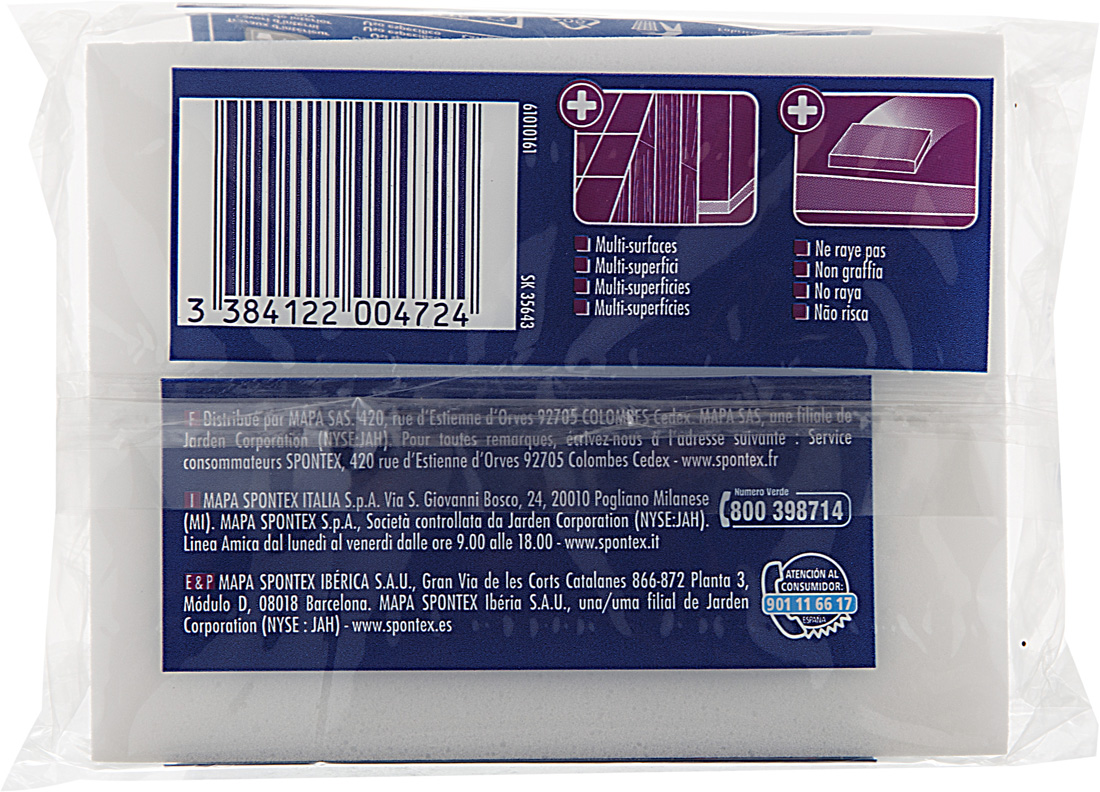 61010161
SK 35643
3 384122 004724
Multi-surfaces
Multi-superfici
Multi-superficies
Multi-superfícies
Ne raye pas
Non graffia
No raya
Não risca
F Distribué par MAPA SAS. 420, rue d'Estienne d'Orves 92705 COLOMBES Cedex. MAPA SAS, une filiale de
Jarden Corporation (NYSE:JAH). Pour toutes remarques, écrivez-nous à l'adresse suivante : Service
consommateurs SPONTEX, 420 rue d'Estienne d'Orves 92705 Colombes Cedex - www.spontex.fr
I MAPA SPONTEX ITALIA S.p.A. Via S. Giovanni Bosco, 24, 20010 Pogliano Milanese
(MI). MAPA SPONTEX S.p.A., Società controllata da Jarden Corporation (NYSE:JAH).
Linea Amica dal lunedì al venerdì dalle ore 9.00 alle 18.00 - www.spontex.it
Numero Verde
800 398714
E & P MAPA SPONTEX IBÉRICA S.A.U., Gran Via de les Corts Catalanes 866-872 Planta 3,
Módulo D, 08018 Barcelona. MAPA SPONTEX Ibéria S.A.U., una/uma filial de Jarden
Corporation (NYSE : JAH) - www.spontex.es
ATENCIÓN AL
CONSUMIDOR:
901 11 66 17
ESPAÑA